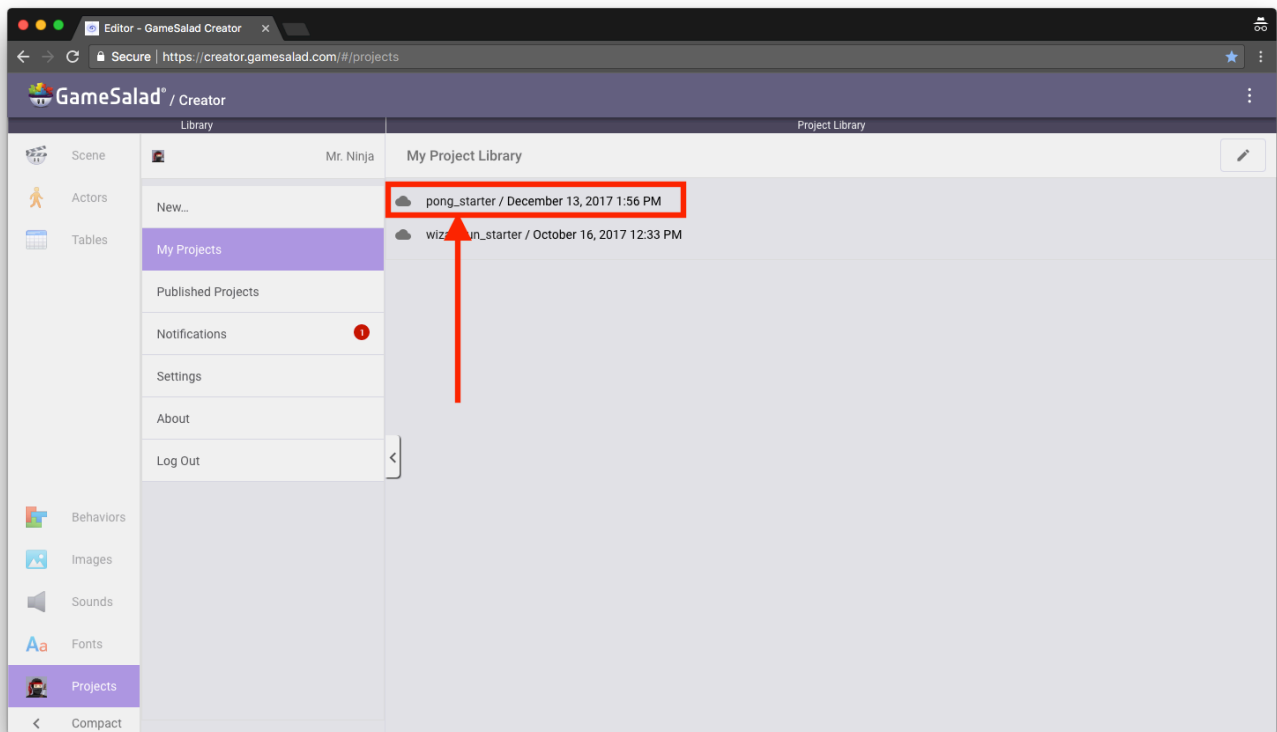 Editor - GameSalad Creator
Secure | https://creator.gamesalad.com/#/projects
GameSalad® / Creator
Library
Project Library
Scene
Actors
Tables
Behaviors
Images
Sounds
Fonts
Projects
Compact
Mr. Ninja
New...
My Projects
Published Projects
Notifications 1
Settings
About
Log Out
My Project Library
pong_starter / December 13, 2017 1:56 PM
/ October 16, 2017 12:33 PM